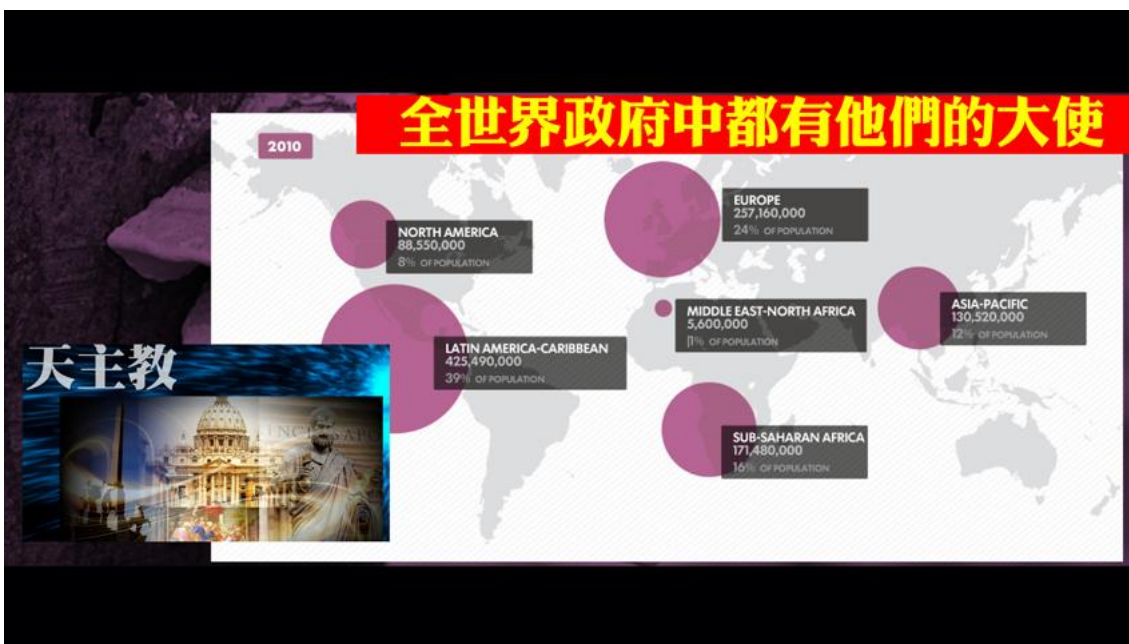 全世界政府中都有他們的大使
2010
EUROPE
257,160,000
24% OF POPULATION
NORTH AMERICA
88,550,000
8% OF POPULATION
MIDDLE EAST-NORTH AFRICA
5,600,000
1% OF POPULATION
ASIA-PACIFIC
130,520,000
12% OF POPULATION
LATIN AMERICA-CARIBBEAN
425,490,000
39% OF POPULATION
天主教
SUB-SAHARAN AFRICA
171,480,000
16% OF POPULATION